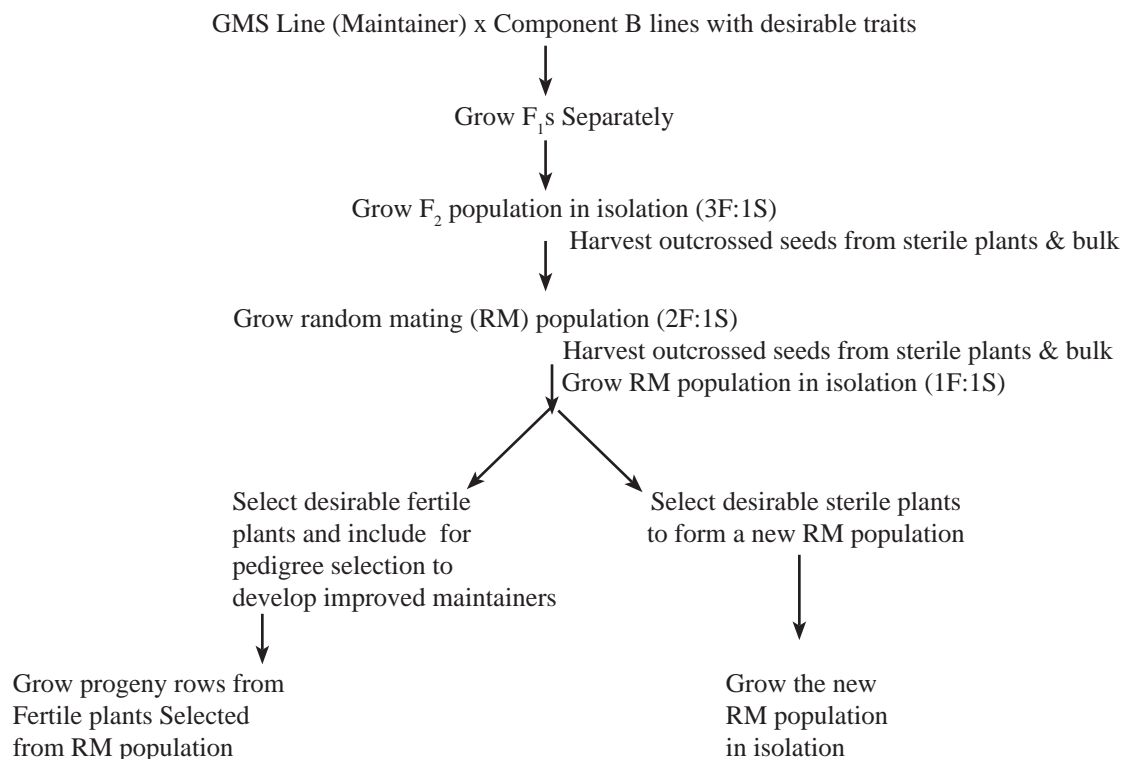 GMS Line (Maintainer) x Component B lines with desirable traits
Grow F₁s Separately
Grow F₂ population in isolation (3F:1S)
Harvest outcrossed seeds from sterile plants & bulk
Grow random mating (RM) population (2F:1S)
Harvest outcrossed seeds from sterile plants & bulk
Grow RM population in isolation (1F:1S)
Select desirable fertile
plants and include for
pedigree selection to
develop improved maintainers
Select desirable sterile plants
to form a new RM population
Grow progeny rows from
Fertile plants Selected
from RM population
Grow the new
RM population
in isolation